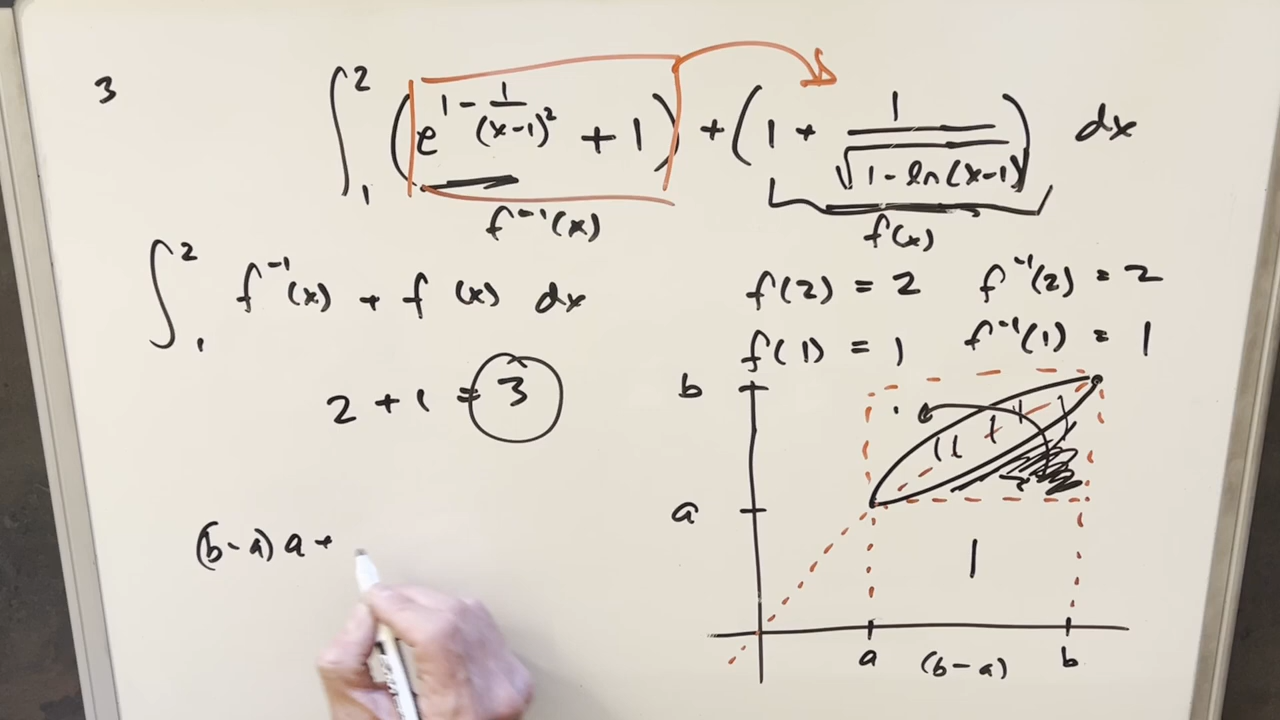 3
∫₁² (e^(1 - 1/(x-1)²) + 1) + (1 + 1/√(1 - ln(x-1))) dx
f⁻¹(x) f(x)
∫₁² f⁻¹(x) + f(x) dx
f(2) = 2 f⁻¹(2) = 2
f(1) = 1 f⁻¹(1) = 1
2 + 1 = 3
b
a
(b-a) a +
1
a (b-a) b